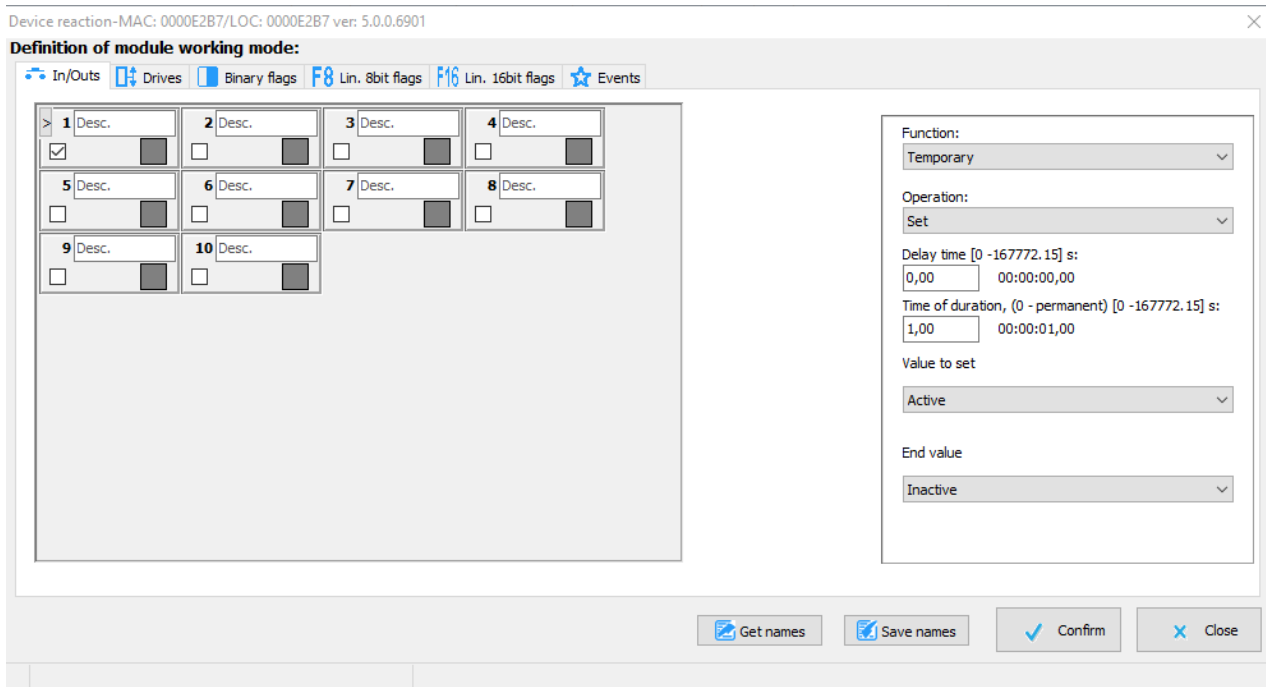 Device reaction-MAC: 0000E2B7/LOC: 0000E2B7 ver: 5.0.0.6901
Definition of module working mode:
In/Outs Drives Binary flags F8 Lin. 8bit flags F16 Lin. 16bit flags Events
> 1 Desc. 2 Desc. 3 Desc. 4 Desc.
5 Desc. 6 Desc. 7 Desc. 8 Desc.
9 Desc. 10 Desc.
Function:
Temporary
Operation:
Set
Delay time [0 -167772.15] s:
0,00 00:00:00,00
Time of duration, (0 - permanent) [0 -167772.15] s:
1,00 00:00:01,00
Value to set
Active
End value
Inactive
Get names Save names Confirm Close